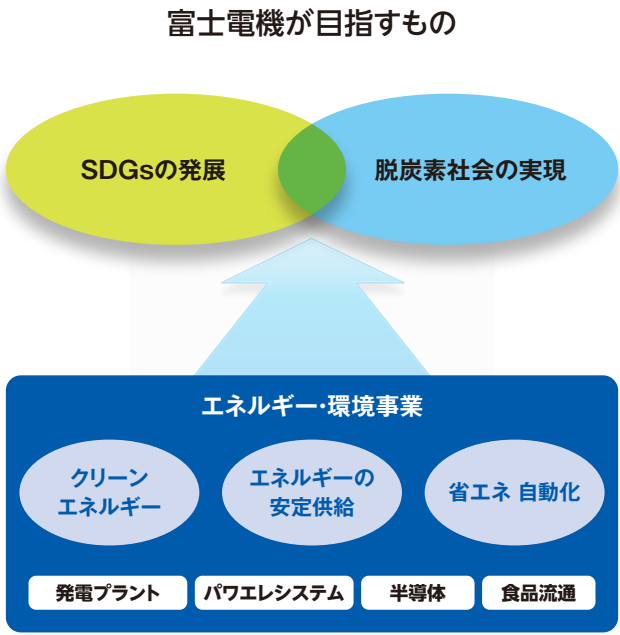 富士電機が目指すもの
SDGsの発展
脱炭素社会の実現
エネルギー・環境事業
クリーン
エネルギー
エネルギーの
安定供給
省エネ 自動化
発電プラント
パワエレシステム
半導体
食品流通